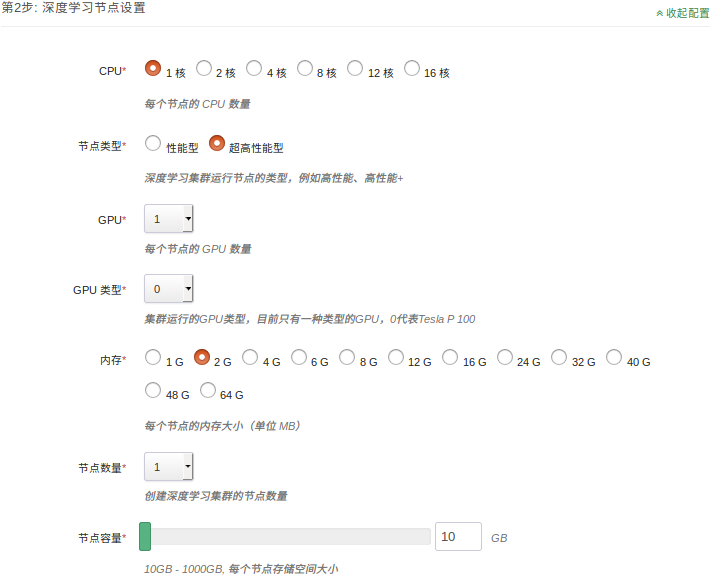 第2步: 深度学习节点设置
收起配置
CPU* 1 核 2 核 4 核 8 核 12 核 16 核
每个节点的 CPU 数量
节点类型* 性能型 超高性能型
深度学习集群运行节点的类型，例如高性能、高性能+
GPU* 1
每个节点的 GPU 数量
GPU 类型* 0
集群运行的GPU类型，目前只有一种类型的GPU，0代表Tesla P 100
内存* 1 G 2 G 4 G 6 G 8 G 12 G 16 G 24 G 32 G 40 G
48 G 64 G
每个节点的内存大小（单位 MB）
节点数量* 1
创建深度学习集群的节点数量
节点容量* 10 GB
10GB - 1000GB, 每个节点存储空间大小